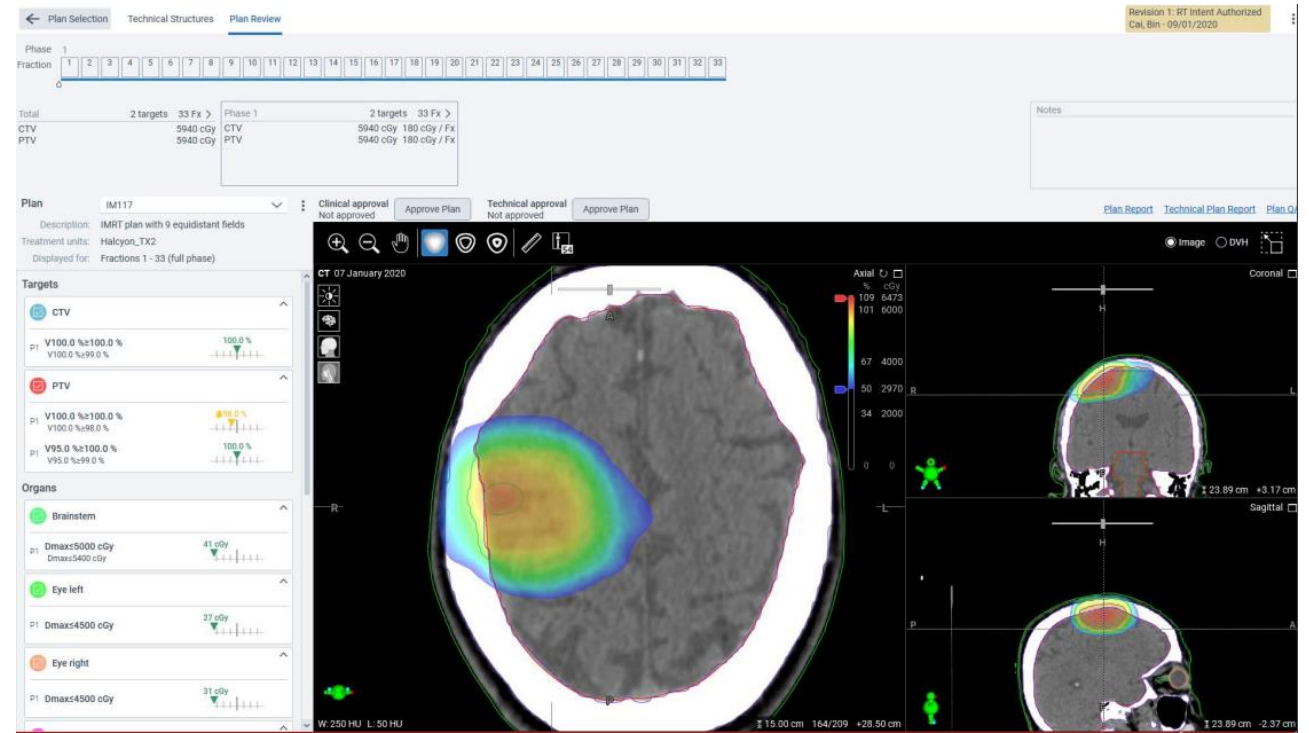 Plan Selection Technical Structures Plan Review
Revision 1: RT Intent Authorized
Cai, Bin - 09/01/2020
Phase 1
Fraction 1 2 3 4 5 6 7 8 9 10 11 12 13 14 15 16 17 18 19 20 21 22 23 24 25 26 27 28 29 30 31 32 33
0
Total 2 targets 33 Fx >
CTV 5940 cGy
PTV 5940 cGy
Phase 1 2 targets 33 Fx >
CTV 5940 cGy 180 cGy / Fx
PTV 5940 cGy 180 cGy / Fx
Notes
Plan IM117
Description: IMRT plan with 9 equidistant fields
Treatment units: Halcyon_TX2
Displayed for: Fractions 1 - 33 (full phase)
Clinical approval
Not approved
Approve Plan
Technical approval
Not approved
Approve Plan
Plan Report Technical Plan Report Plan QA
Targets
CTV
P1 V100.0 %≥100.0 % 100.0 %
V100.0 %≥99.0 %
PTV
P1 V100.0 %≥100.0 % 98.0 %
V100.0 %≥98.0 %
P1 V95.0 %≥100.0 % 100.0 %
V95.0 %≥99.0 %
Organs
Brainstem
P1 Dmax≤5000 cGy 41 cGy
Dmax≤5400 cGy
Eye left
P1 Dmax≤4500 cGy 27 cGy
Eye right
P1 Dmax≤4500 cGy 31 cGy
54
Image DVH
CT 07 January 2020
Axial
% cGy
109 6473
101 6000
67 4000
50 2970
34 2000
0 0
A
R
L
P
W: 250 HU L: 50 HU
15.00 cm 164/209 +28.50 cm
Coronal
H
R
L
F
23.89 cm +3.17 cm
Sagittal
H
P
A
F
23.89 cm -2.37 cm